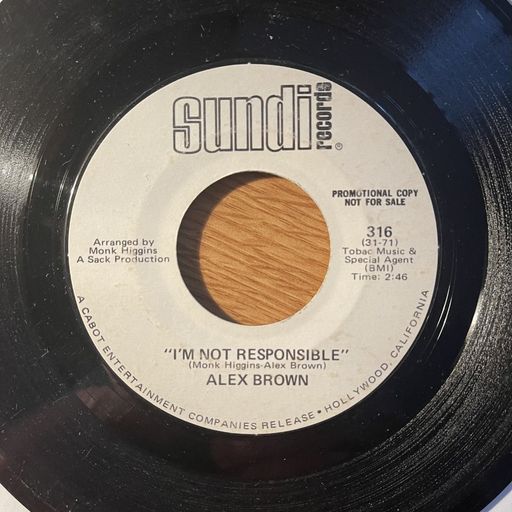 sundi
records®
PROMOTIONAL COPY
NOT FOR SALE
316
(31-71)
Tobac Music &
Special Agent
(BMI)
Time: 2:46
Arranged by
Monk Higgins
A Sack Production
"I'M NOT RESPONSIBLE"
(Monk Higgins-Alex Brown)
ALEX BROWN
A CABOT ENTERTAINMENT COMPANIES RELEASE • HOLLYWOOD, CALIFORNIA